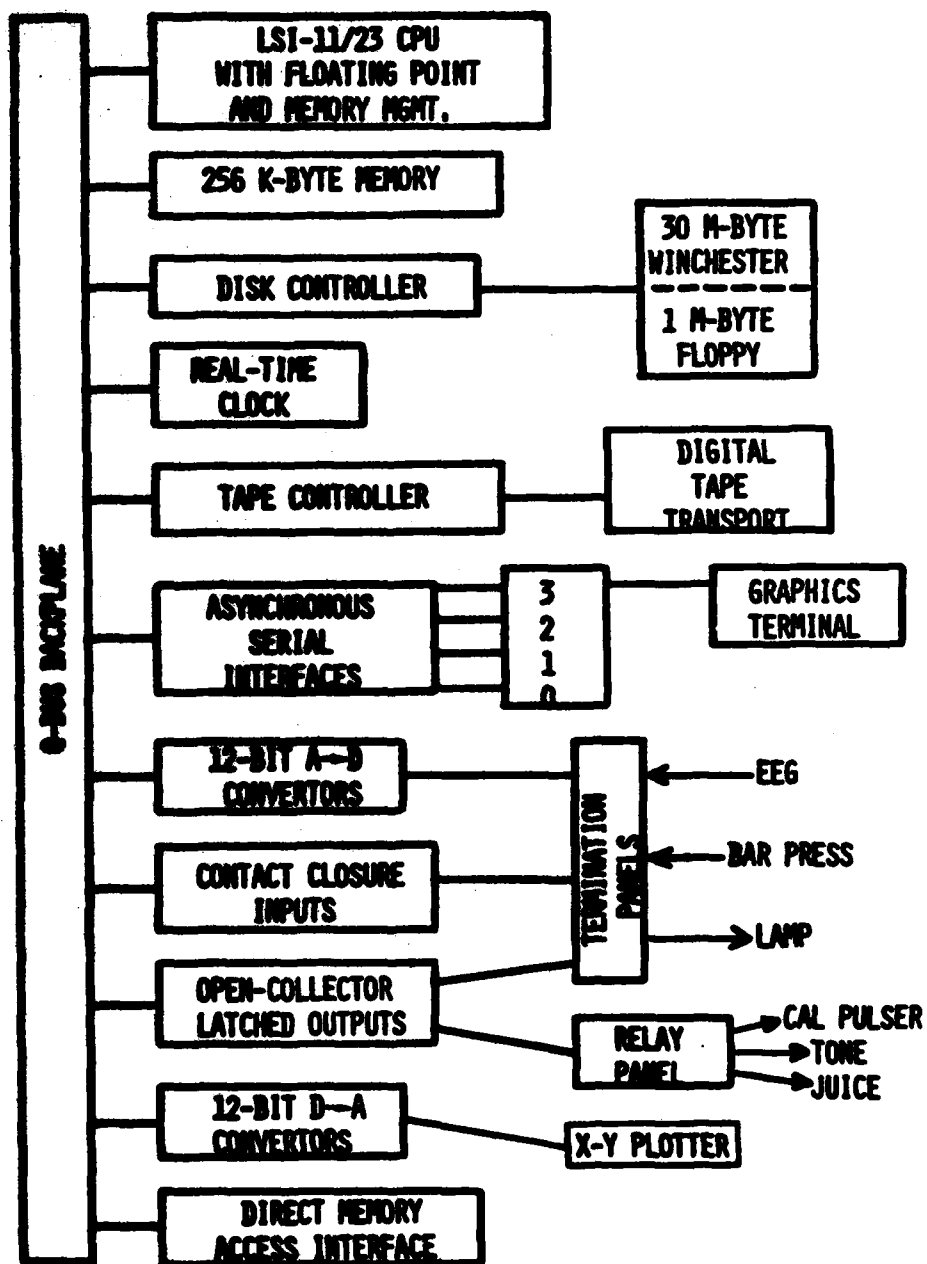 LSI-11/23 CPU
WITH FLOATING POINT
AND MEMORY MGMT.
256 K-BYTE MEMORY
30 M-BYTE
WINCHESTER
1 M-BYTE
FLOPPY
DISK CONTROLLER
REAL-TIME
CLOCK
DIGITAL
TAPE
TRANSPORT
TAPE CONTROLLER
Q-BUS BACKPLANE
ASYNCHRONOUS
SERIAL
INTERFACES
3
2
1
0
GRAPHICS
TERMINAL
12-BIT A→D
CONVERTORS
TERMINATION
PANELS
EEG
BAR PRESS
LAMP
CONTACT CLOSURE
INPUTS
OPEN-COLLECTOR
LATCHED OUTPUTS
RELAY
PANEL
CAL PULSER
TONE
JUICE
12-BIT D→A
CONVERTORS
X-Y PLOTTER
DIRECT MEMORY
ACCESS INTERFACE